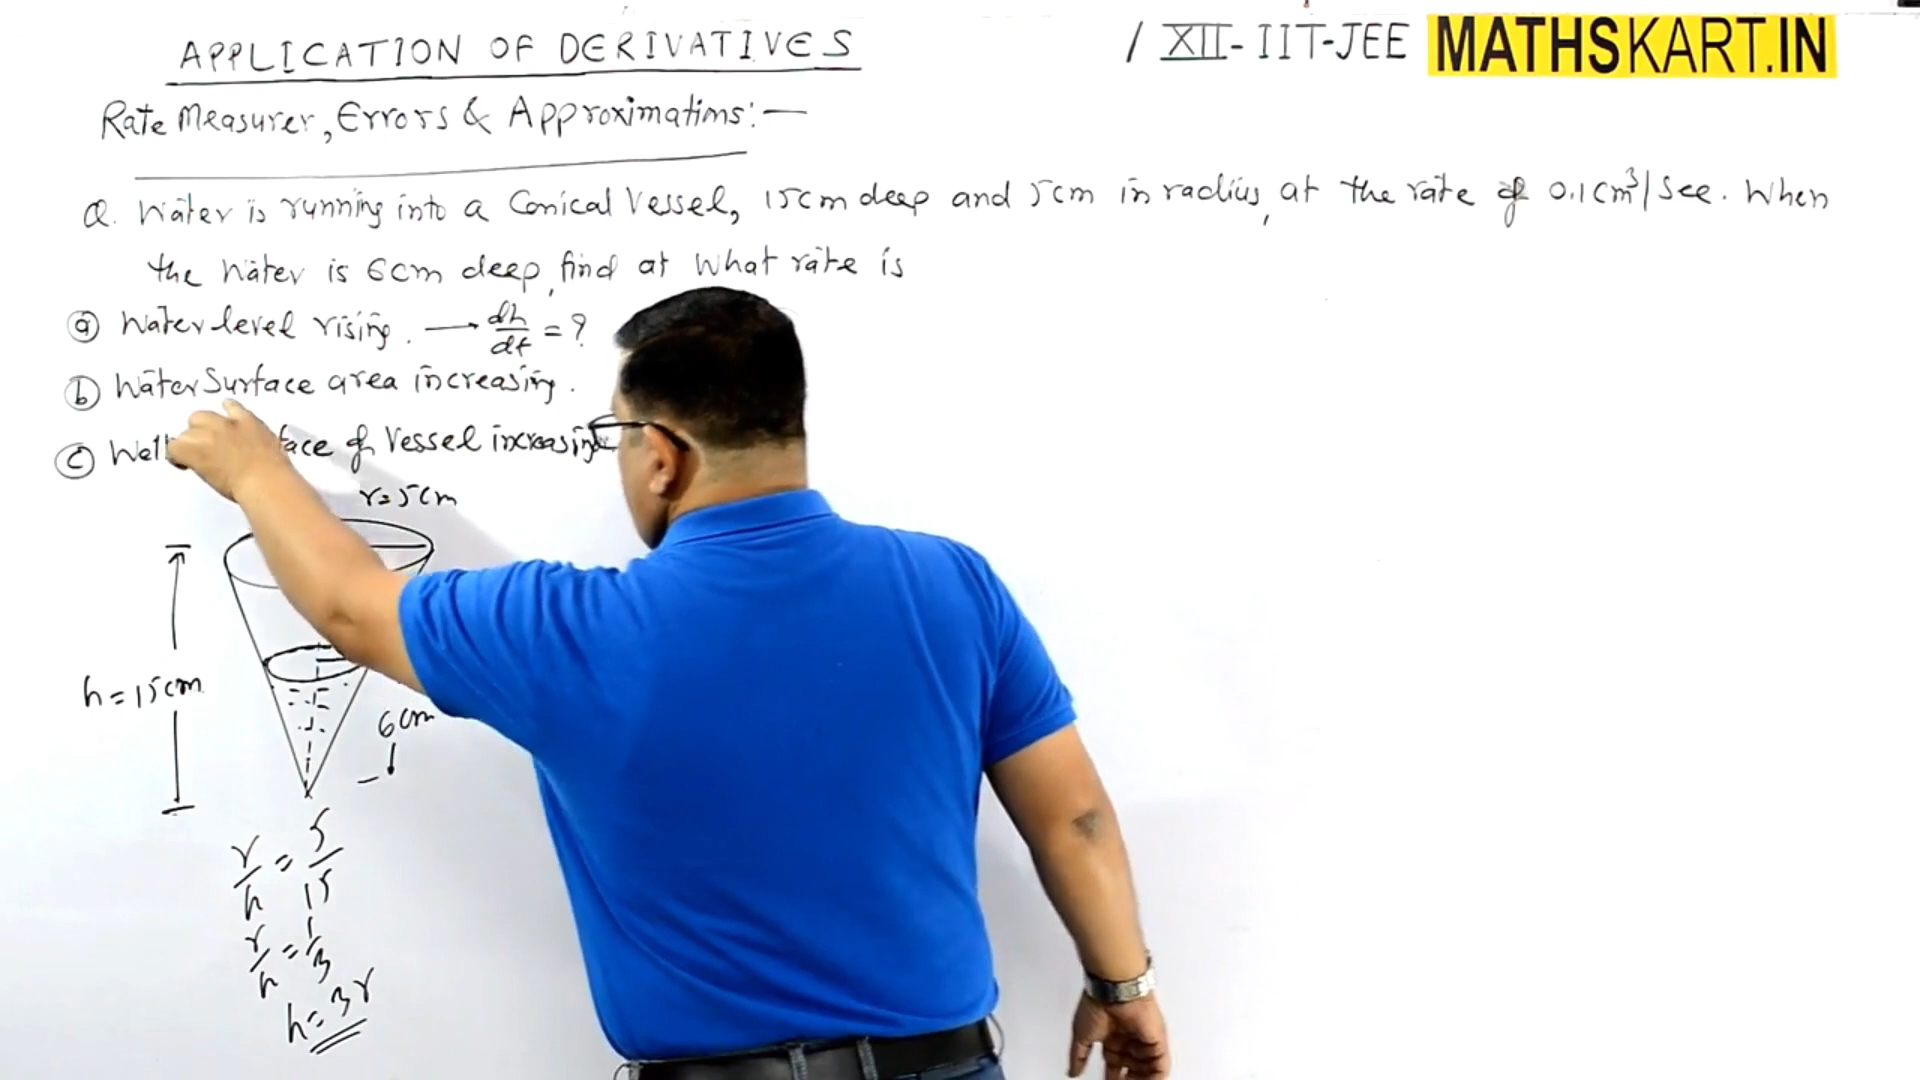 APPLICATION OF DERIVATIVES / XII-IIT-JEE MATHSKART.IN
Rate Measurer, Errors & Approximatims:—
Q. Water is running into a Conical Vessel, 15cm deep and 5cm in radius, at the rate of 0.1cm³/sec. When
the water is 6cm deep, find at what rate is
(a) Water level rising. → dh/dt = ?
(b) Water Surface area increasing.
(c) of Vessel increasing
r=5cm
h=15cm
6cm
r/h = 5/15
r/h = 1/3
h=3r